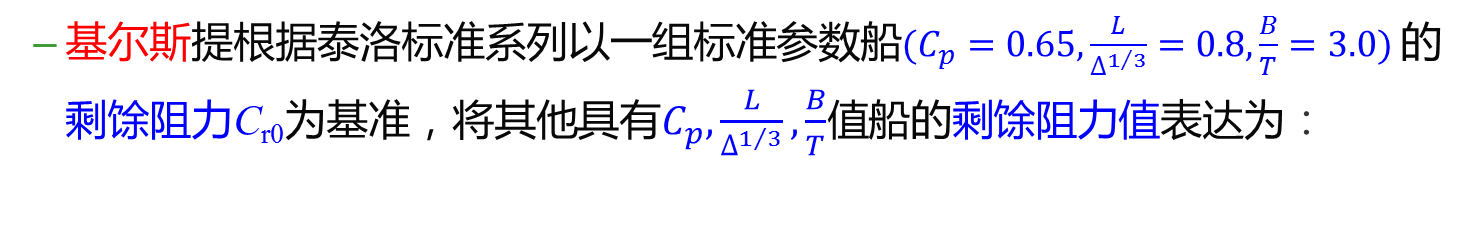 – 基尔斯提根据泰洛标准系列以一组标准参数船(C_p = 0.65, L/Δ^{1/3} = 0.8, B/T = 3.0) 的
剩馀阻力C_{r0}为基准，将其他具有C_p, L/Δ^{1/3}, B/T值船的剩馀阻力值表达为：